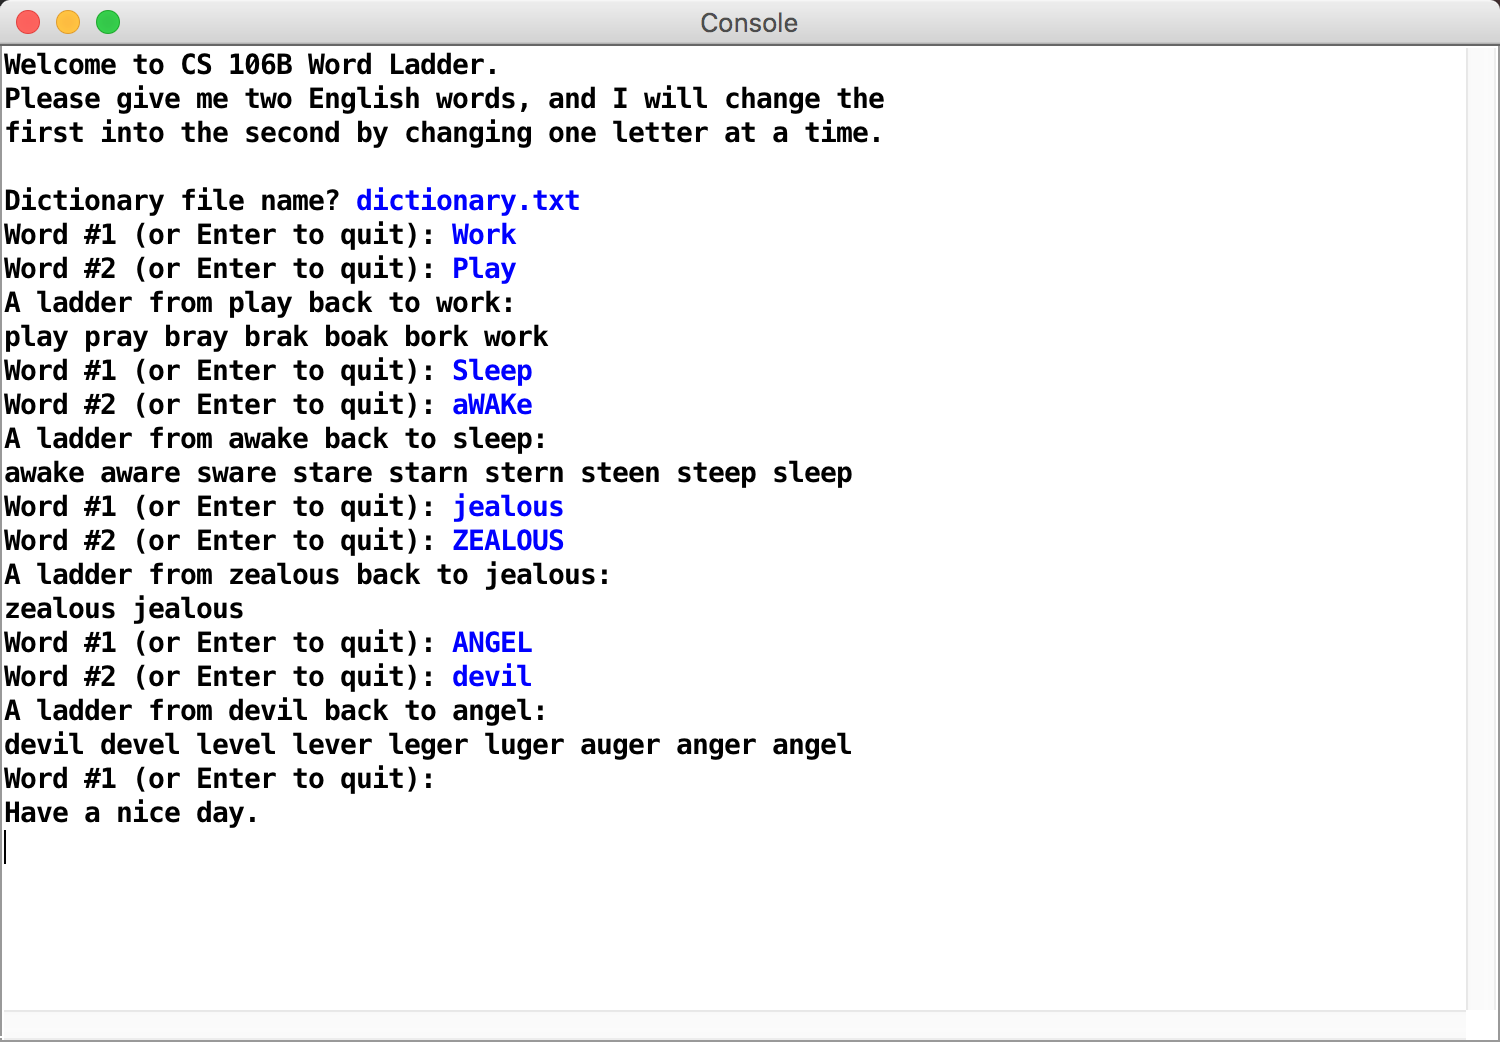 Console
Welcome to CS 106B Word Ladder.
Please give me two English words, and I will change the
first into the second by changing one letter at a time.
Dictionary file name? dictionary.txt
Word #1 (or Enter to quit): Work
Word #2 (or Enter to quit): Play
A ladder from play back to work:
play pray bray brak boak bork work
Word #1 (or Enter to quit): Sleep
Word #2 (or Enter to quit): aWAKe
A ladder from awake back to sleep:
awake aware sware stare starn stern steen steep sleep
Word #1 (or Enter to quit): jealous
Word #2 (or Enter to quit): ZEALOUS
A ladder from zealous back to jealous:
zealous jealous
Word #1 (or Enter to quit): ANGEL
Word #2 (or Enter to quit): devil
A ladder from devil back to angel:
devil devel level lever leger luger auger anger angel
Word #1 (or Enter to quit):
Have a nice day.